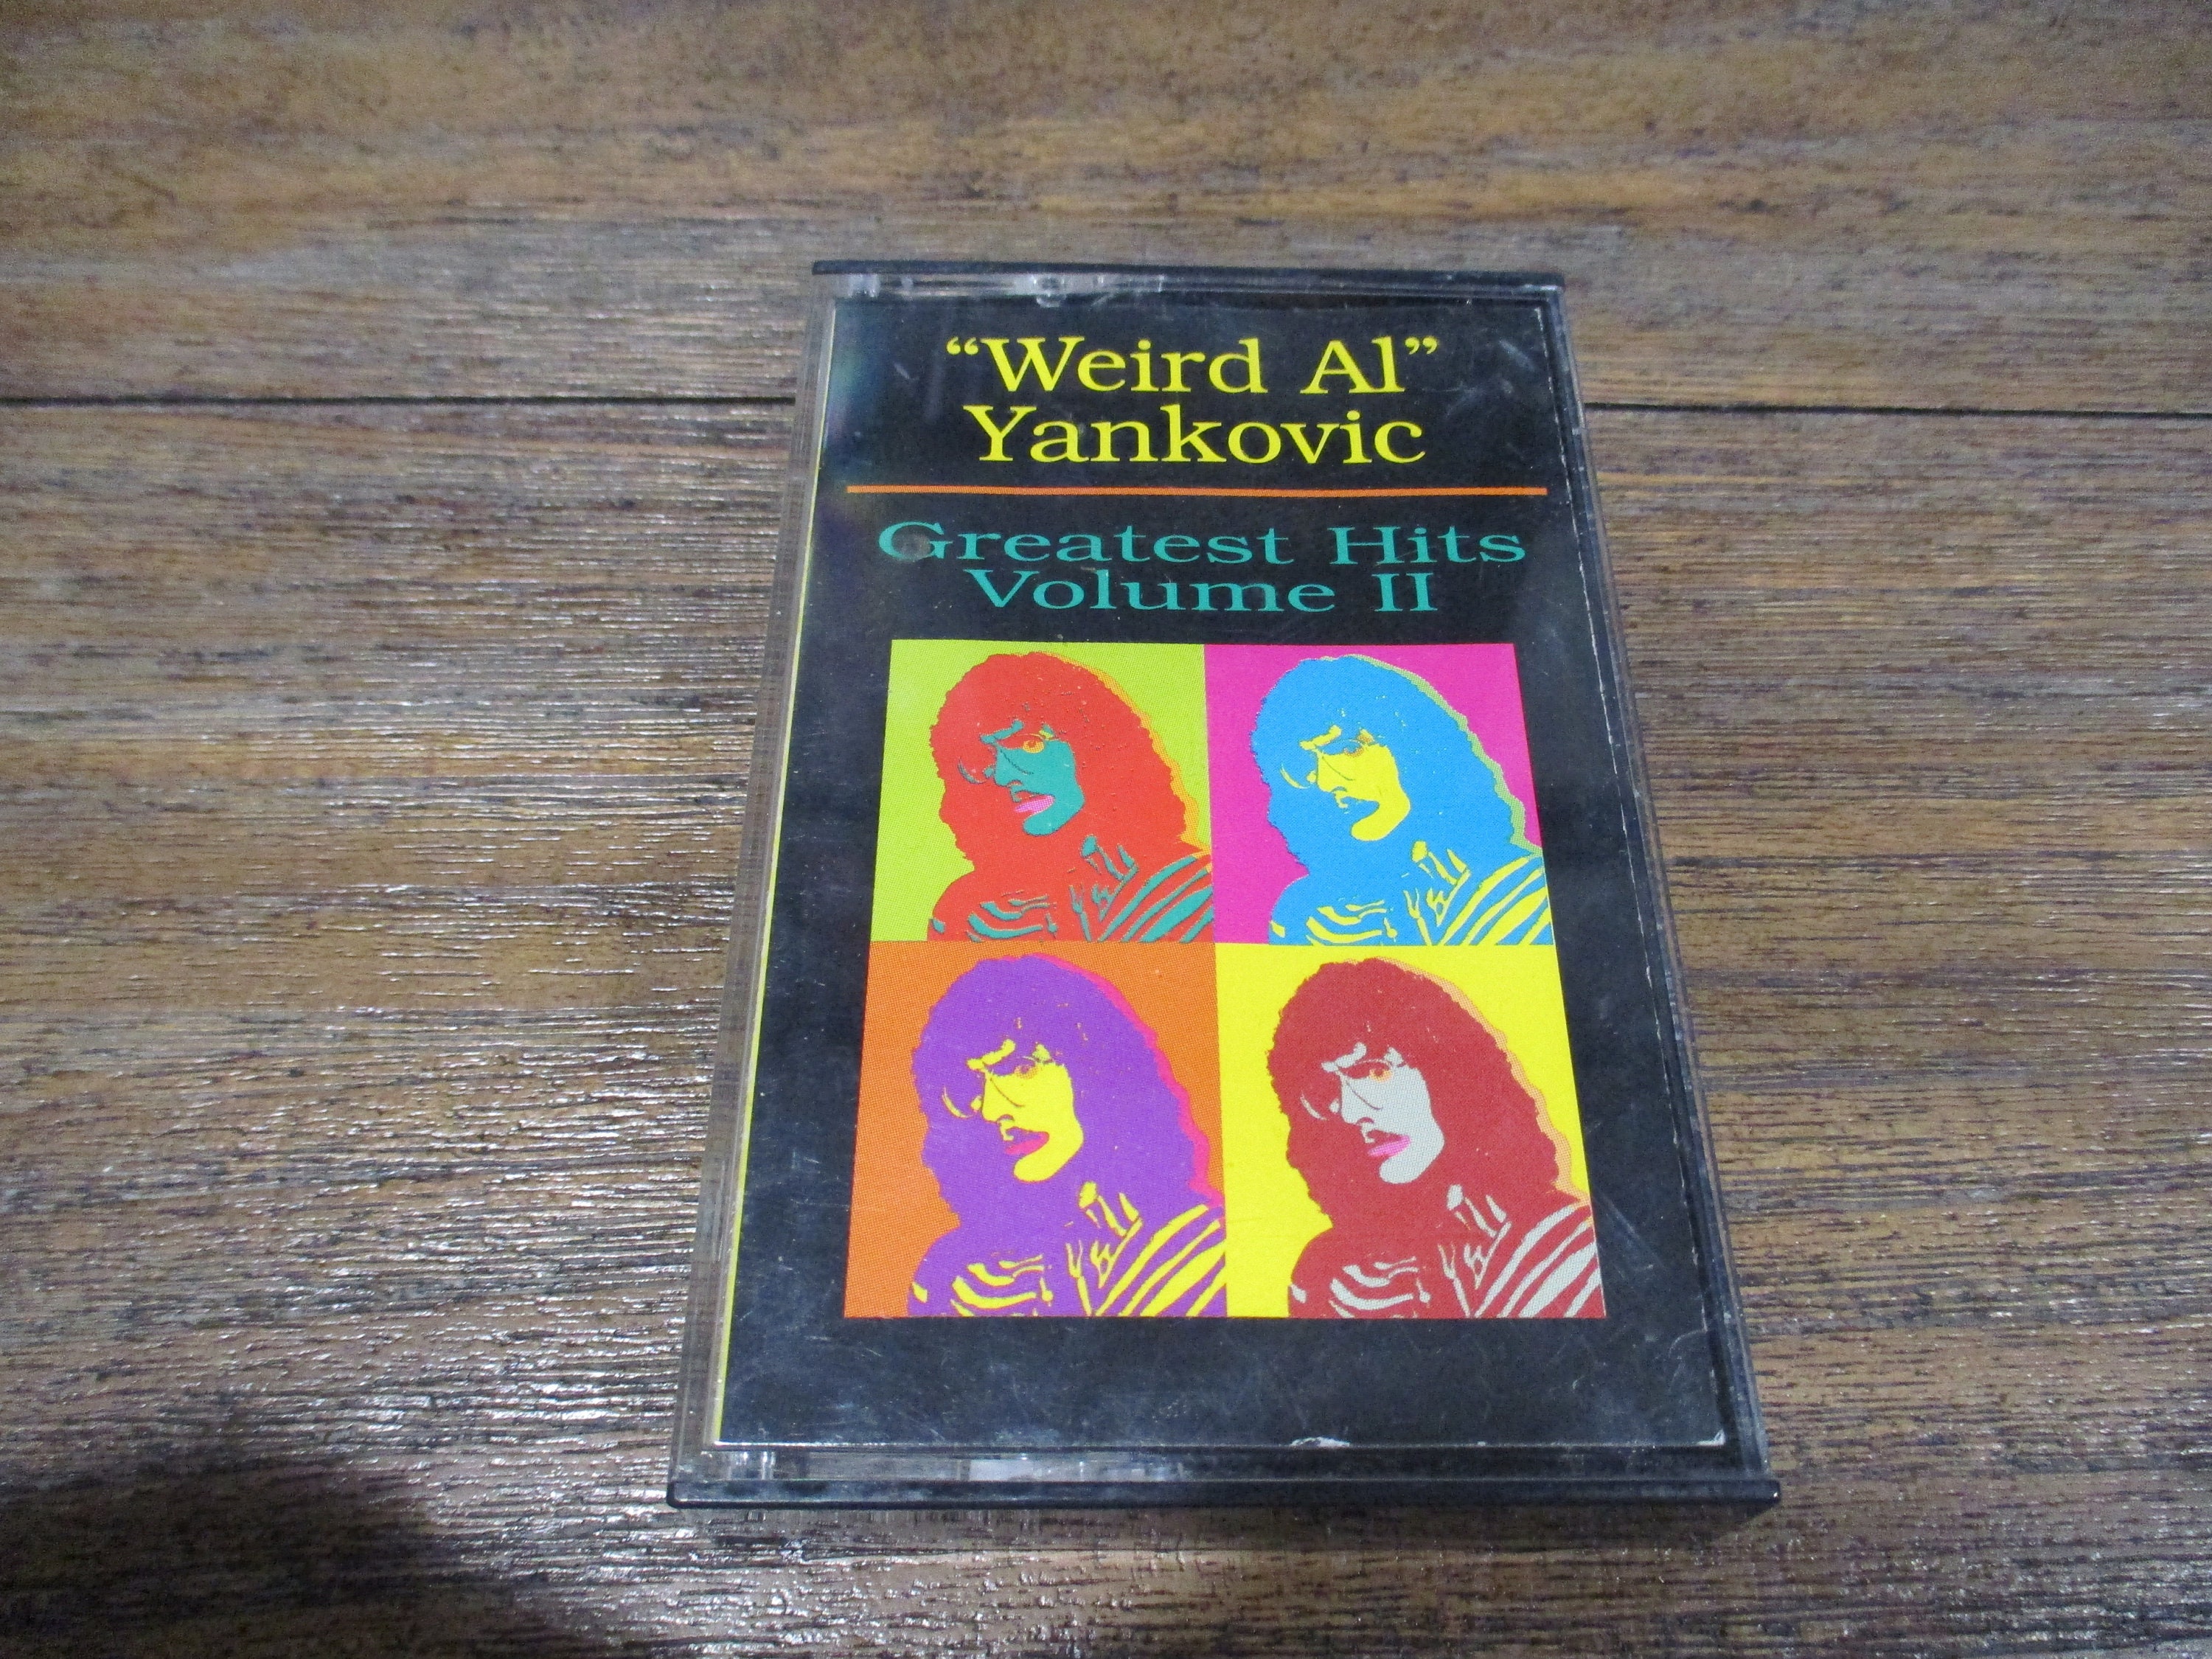 “Weird Al”
Yankovic
Greatest Hits
Volume II